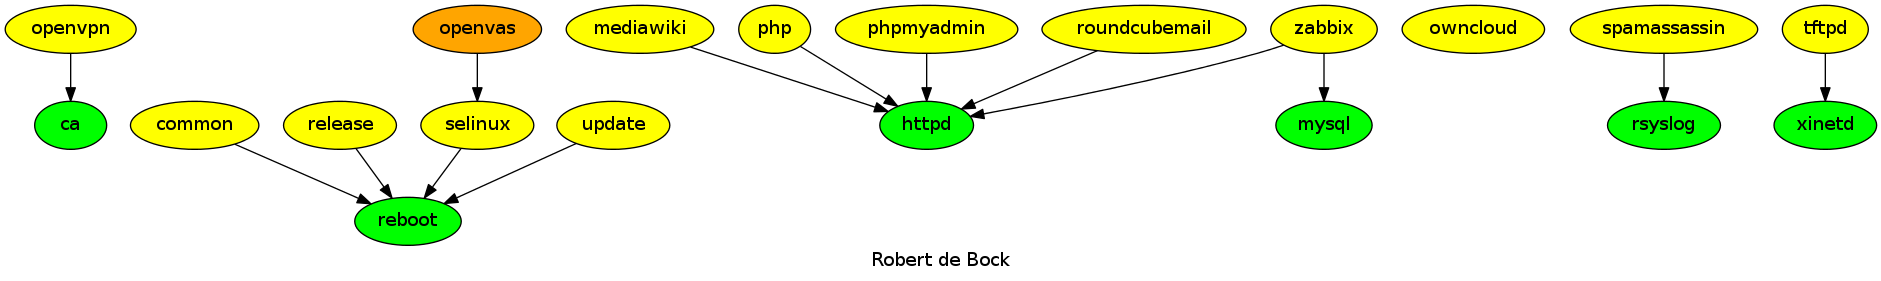 openvpn openvas mediawiki php phpmyadmin roundcubemail zabbix owncloud spamassassin tftpd
ca common release selinux update httpd mysql rsyslog xinetd
reboot
Robert de Bock